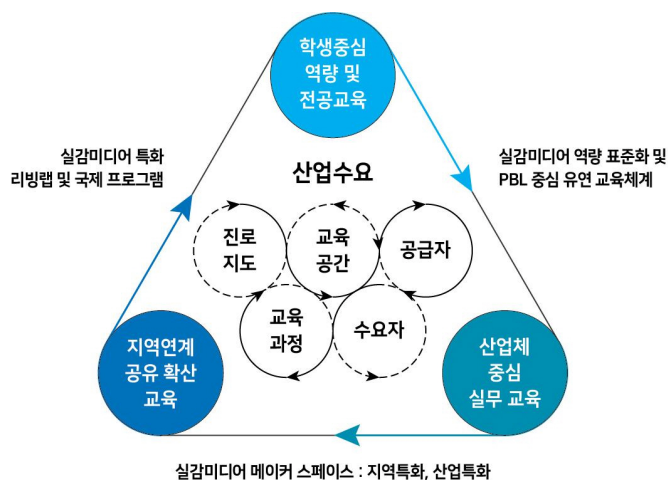 학생중심
역량 및
전공교육
실감미디어 특화
리빙랩 및 국제 프로그램
실감미디어 역량 표준화 및
PBL 중심 유연 교육체계
산업수요
진로
지도
교육
공간
공급자
교육
과정
수요자
지역연계
공유 확산
교육
산업체
중심
실무 교육
실감미디어 메이커 스페이스 : 지역특화, 산업특화